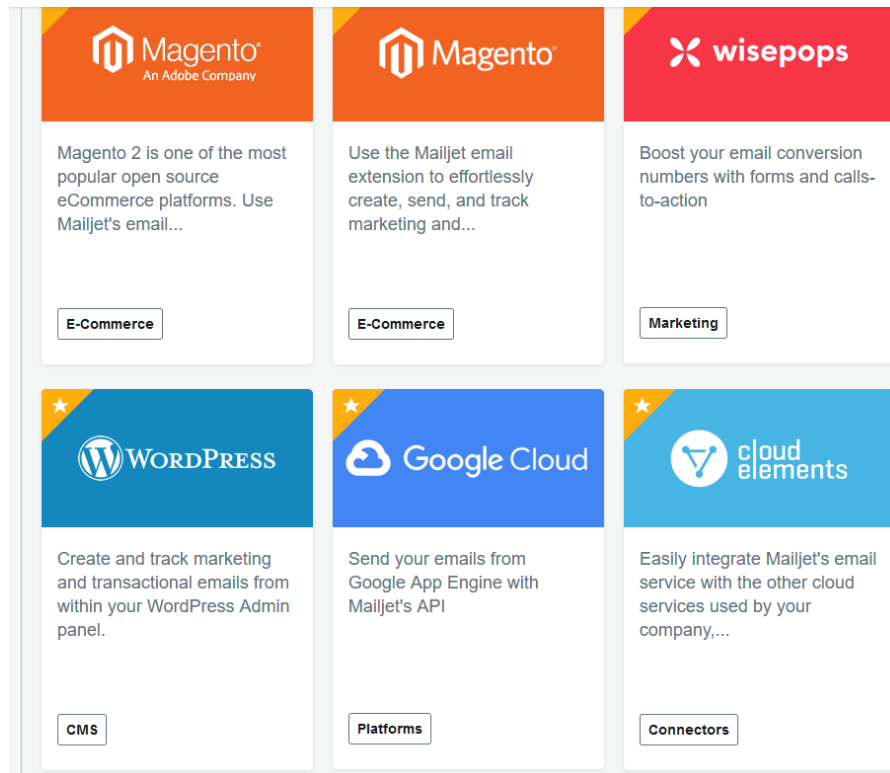 Magento®
An Adobe Company
Magento®
wisepops
Magento 2 is one of the most
popular open source
eCommerce platforms. Use
Mailjet's email...
Use the Mailjet email
extension to effortlessly
create, send, and track
marketing and...
Boost your email conversion
numbers with forms and calls-
to-action
E-Commerce
E-Commerce
Marketing
WORDPRESS
Google Cloud
cloud
elements
Create and track marketing
and transactional emails from
within your WordPress Admin
panel.
Send your emails from
Google App Engine with
Mailjet's API
Easily integrate Mailjet's email
service with the other cloud
services used by your
company,...
CMS
Platforms
Connectors